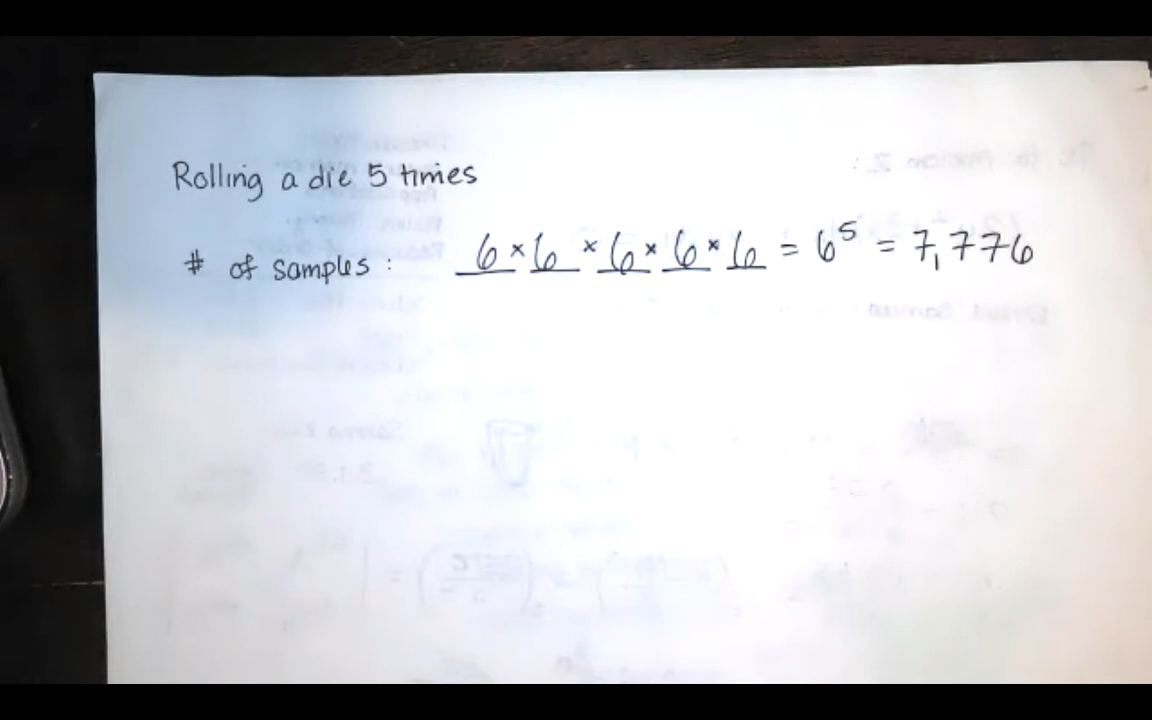 Rolling a die 5 times
# of samples : 6 × 6 × 6 × 6 × 6 = 6⁵ = 7,776